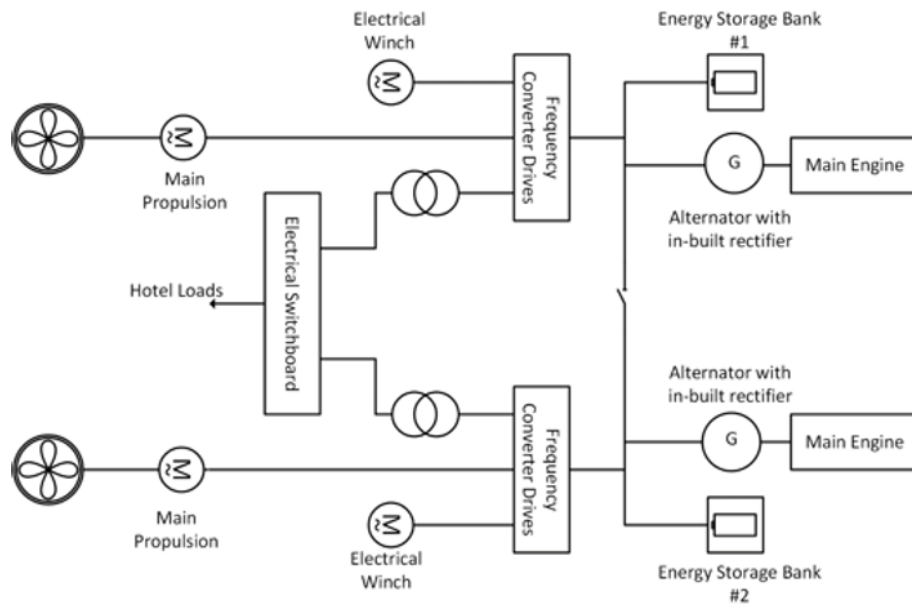 Electrical
Winch
M
≈
Frequency
Converter Drives
Energy Storage Bank
#1
M
≈
Main
Propulsion
G
Main Engine
Alternator with
in-built rectifier
Electrical Switchboard
Hotel Loads
Alternator with
in-built rectifier
G
Main Engine
Frequency
Converter Drives
M
≈
Main
Propulsion
M
≈
Electrical
Winch
Energy Storage Bank
#2